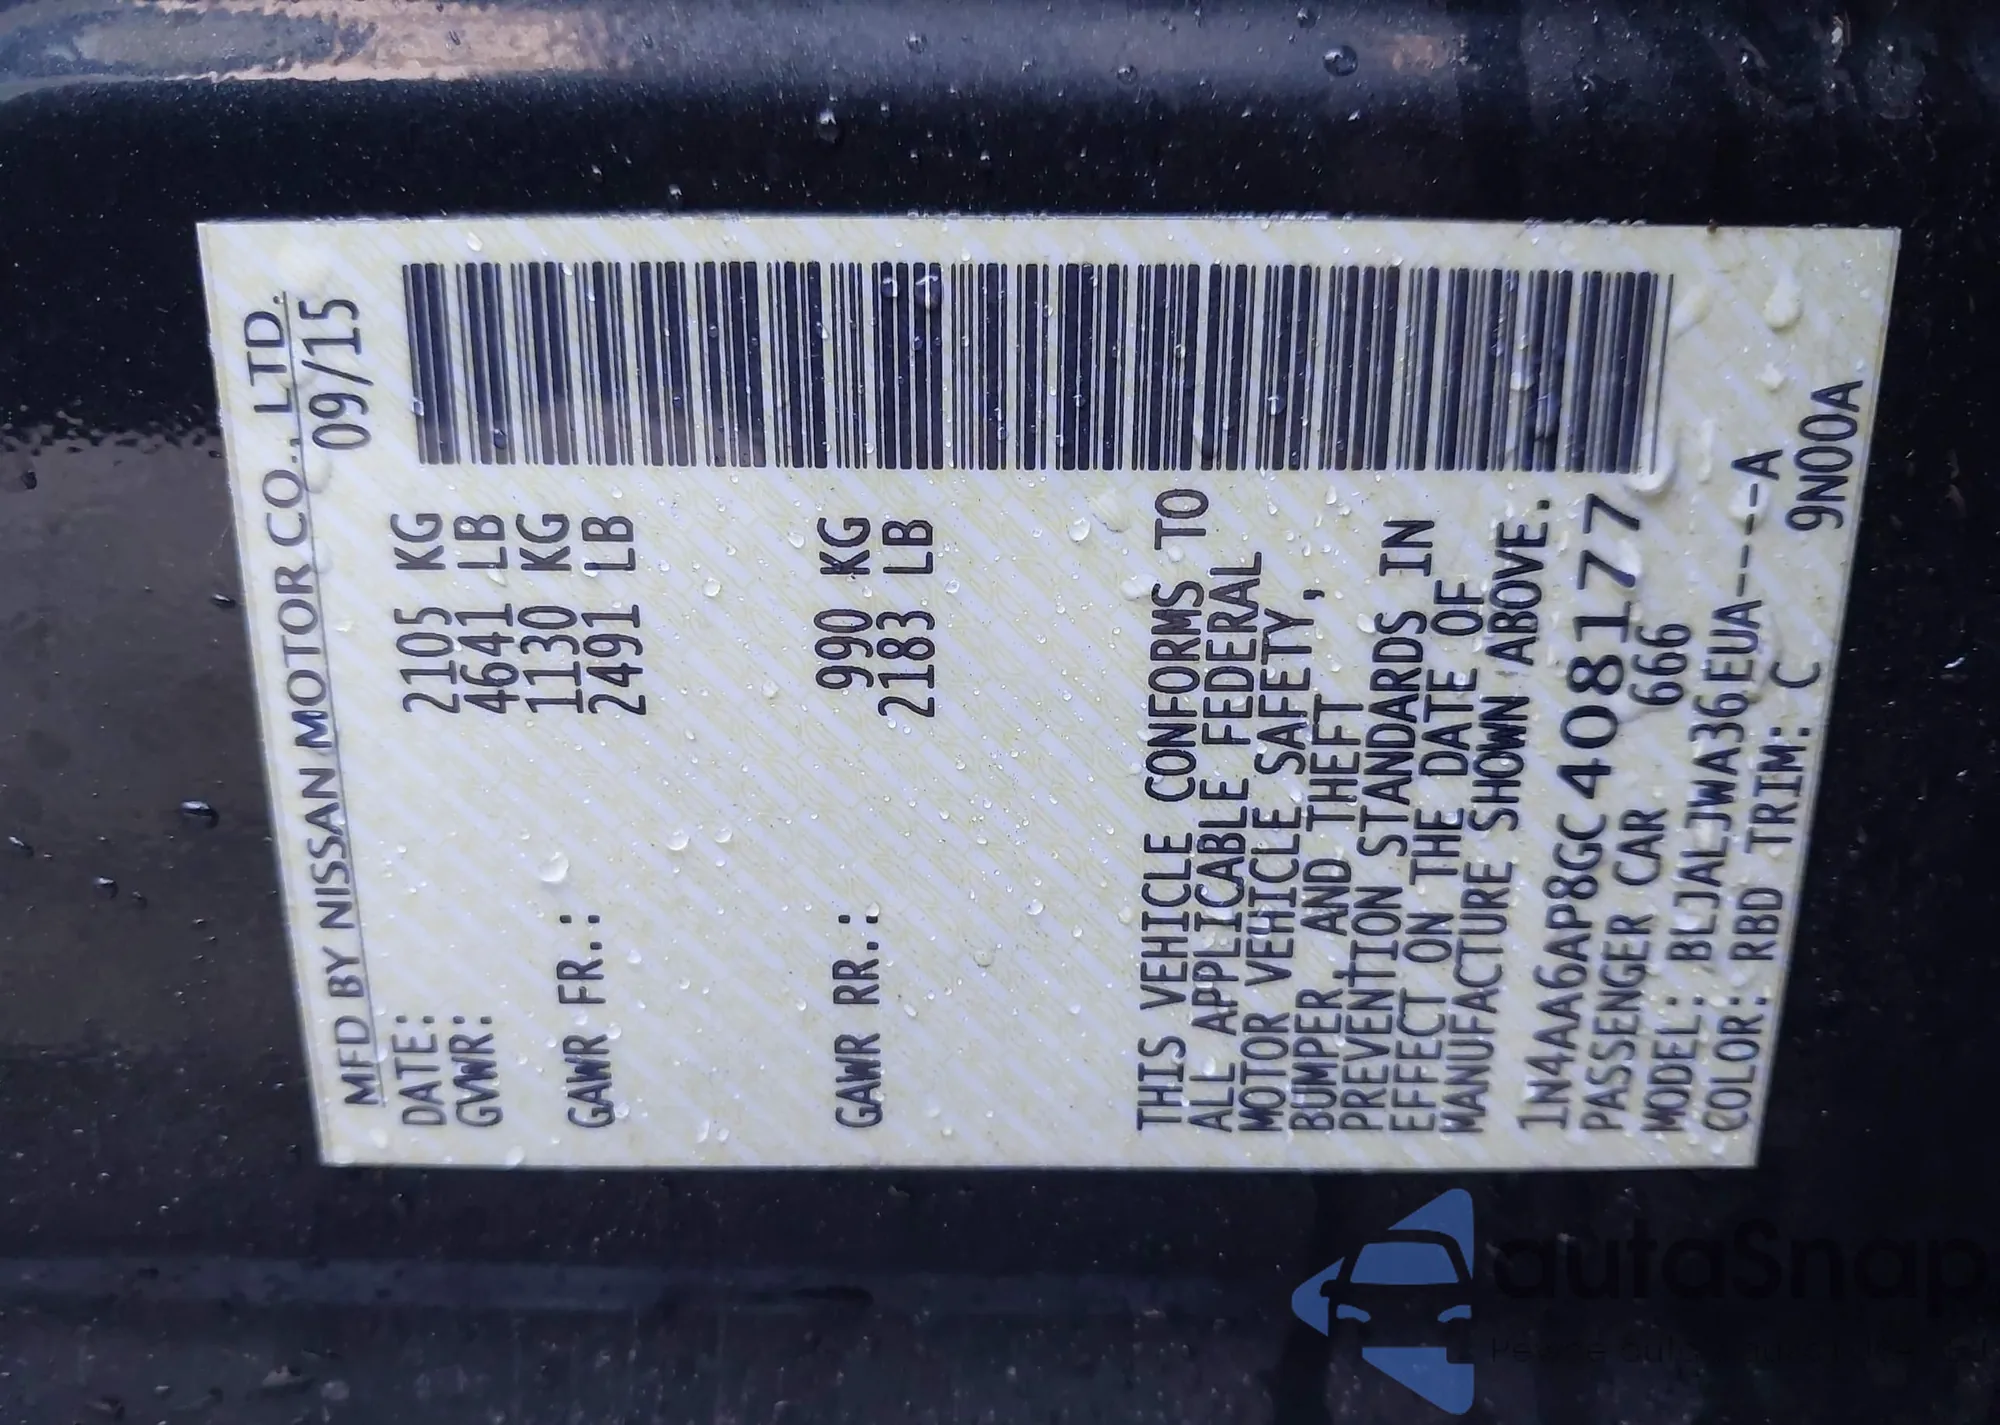 MFD BY NISSAN MOTOR CO., LTD.
DATE: 09/15
GVWR: 2105 KG
4641 LB
GAWR FR.: 1130 KG
2491 LB
GAWR RR.: 990 KG
2183 LB
THIS VEHICLE CONFORMS TO
ALL APPLICABLE FEDERAL
MOTOR VEHICLE SAFETY,
BUMPER, AND THEFT
PREVENTION STANDARDS IN
EFFECT ON THE DATE OF
MANUFACTURE SHOWN ABOVE.
1N4AA6AP8GC408177
PASSENGER CAR 666
MODEL: BLJALJWA36EUA-----A
COLOR: RBD TRIM: C 9N00A
autaSnap